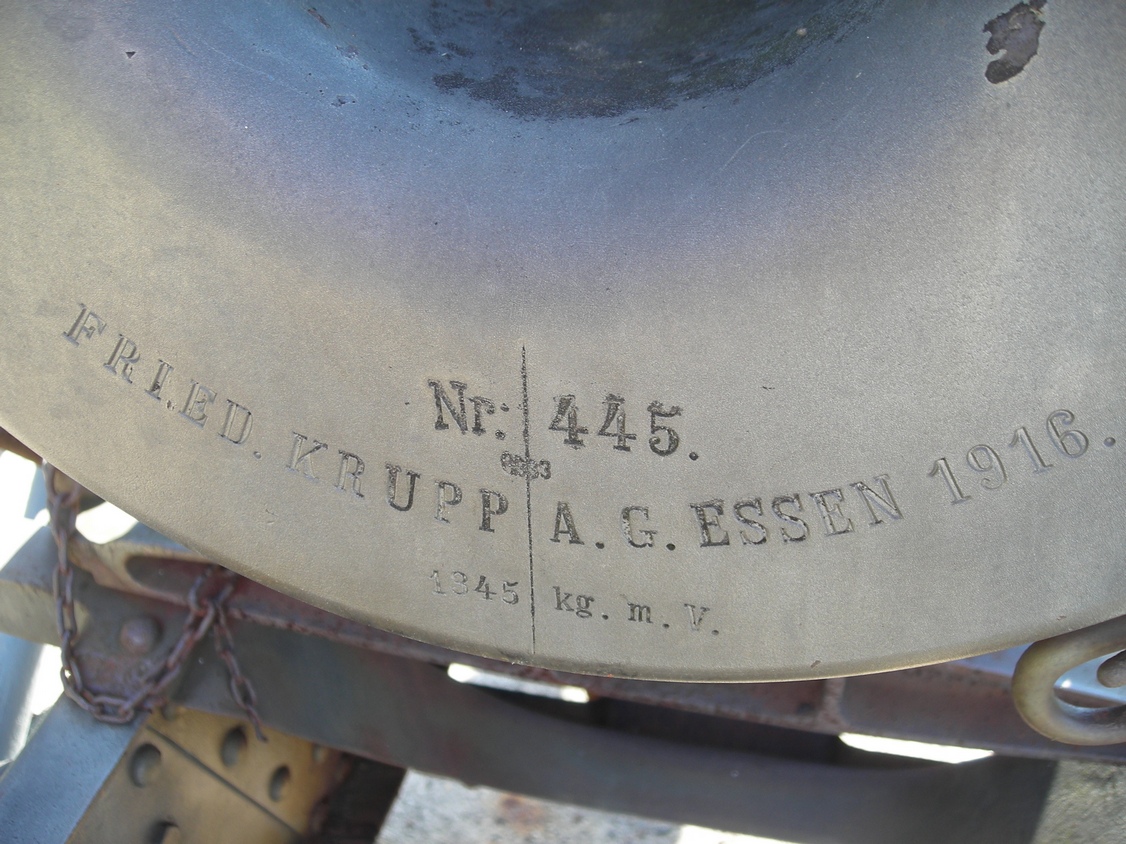 Nr: 445.
FRIED. KRUPP A. G. ESSEN 1916.
1345 kg. m. V.